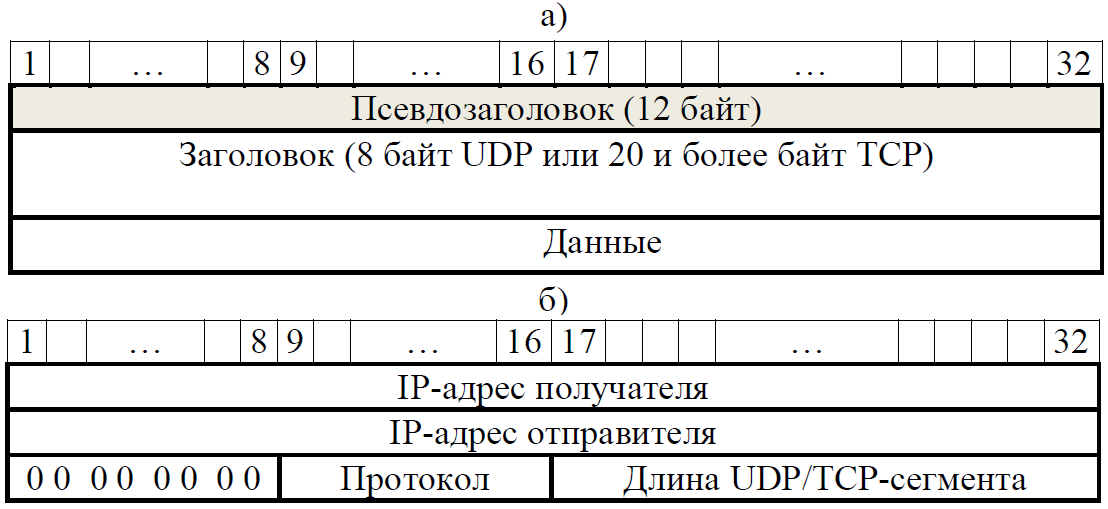 а)
1 … 8 9 … 16 17 … 32
Псевдозаголовок (12 байт)
Заголовок (8 байт UDP или 20 и более байт TCP)
Данные
б)
1 … 8 9 … 16 17 … 32
IP-адрес получателя
IP-адрес отправителя
0 0 0 0 0 0 0 0 Протокол Длина UDP/TCP-сегмента